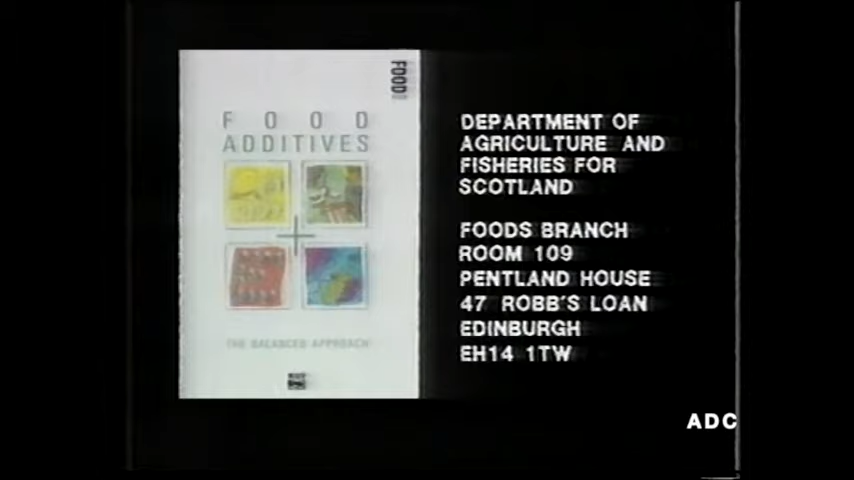 FOOD
FOOD
ADDITIVES
THE BALANCED APPROACH
DEPARTMENT OF
AGRICULTURE AND
FISHERIES FOR
SCOTLAND
FOODS BRANCH
ROOM 109
PENTLAND HOUSE
47 ROBB'S LOAN
EDINBURGH
EH14 1TW
ADC